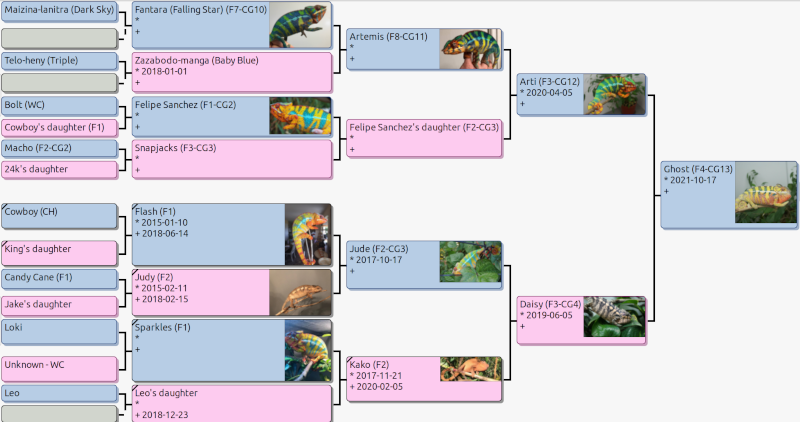 Maizina-lanitra (Dark Sky)
Telo-heny (Triple)
Bolt (WC)
Cowboy's daughter (F1)
Macho (F2-CG2)
24k's daughter
Cowboy (CH)
King's daughter
Candy Cane (F1)
Jake's daughter
Loki
Unknown - WC
Leo
Fantara (Falling Star) (F7-CG10)
*
+
Zazabodo-manga (Baby Blue)
* 2018-01-01
+
Felipe Sanchez (F1-CG2)
*
+
Snapjacks (F3-CG3)
*
+
Flash (F1)
* 2015-01-10
+ 2018-06-14
Judy (F2)
* 2015-02-11
+ 2018-02-15
Sparkles (F1)
*
+
Leo's daughter
*
+ 2018-12-23
Artemis (F8-CG11)
*
+
Felipe Sanchez's daughter (F2-CG3)
*
+
Jude (F2-CG3)
* 2017-10-17
+
Kako (F2)
* 2017-11-21
+ 2020-02-05
Arti (F3-CG12)
* 2020-04-05
+
Daisy (F3-CG4)
* 2019-06-05
+
Ghost (F4-CG13)
* 2021-10-17
+